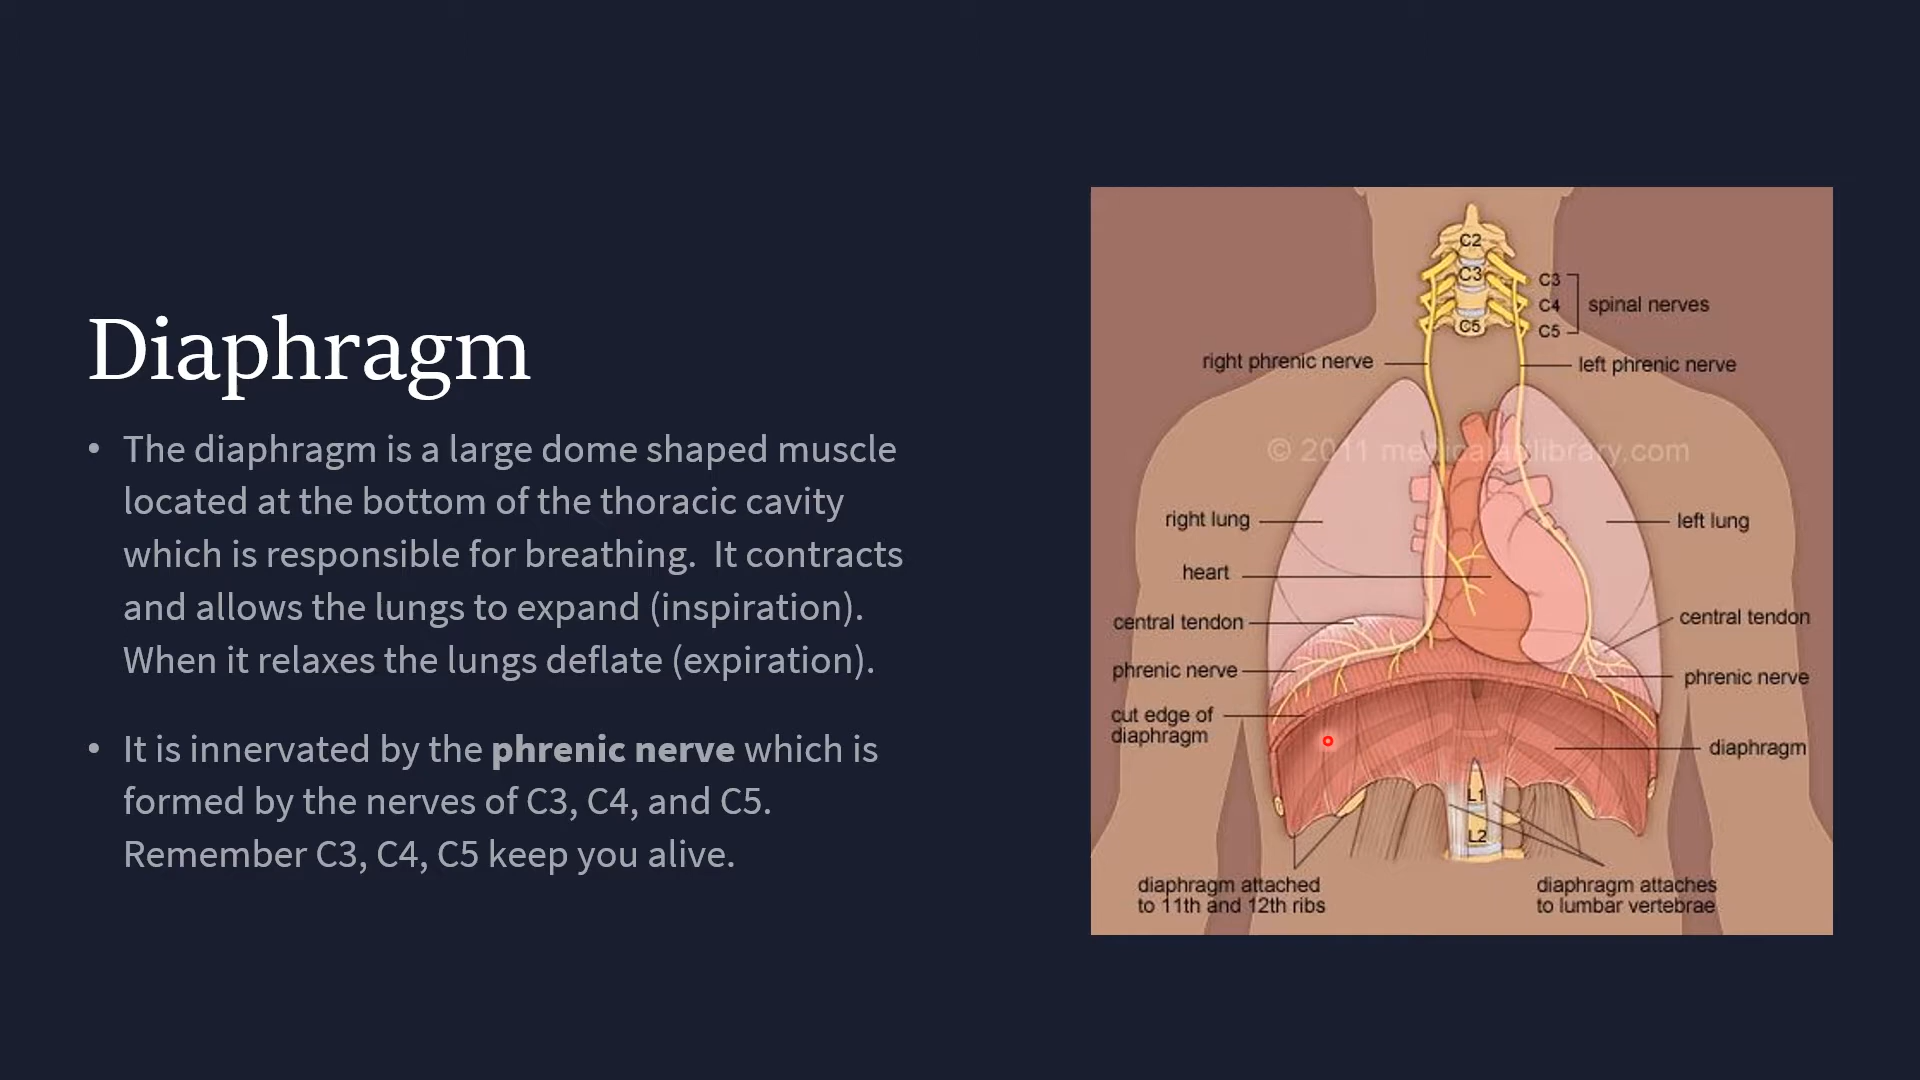 Diaphragm
• The diaphragm is a large dome shaped muscle
located at the bottom of the thoracic cavity
which is responsible for breathing.  It contracts
and allows the lungs to expand (inspiration).
When it relaxes the lungs deflate (expiration).
• It is innervated by the phrenic nerve which is
formed by the nerves of C3, C4, and C5.
Remember C3, C4, C5 keep you alive.
C2
C3
C5
C3
C4
C5
spinal nerves
right phrenic nerve
left phrenic nerve
© 2011 medicalartlibrary.com
right lung
left lung
heart
central tendon
central tendon
phrenic nerve
phrenic nerve
cut edge of
diaphragm
diaphragm
L1
L2
diaphragm attached
to 11th and 12th ribs
diaphragm attaches
to lumbar vertebrae